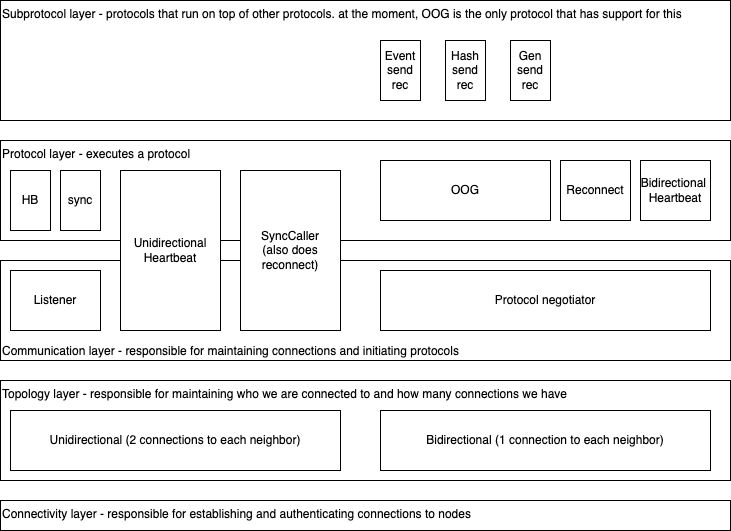 Subprotocol layer - protocols that run on top of other protocols. at the moment, OOG is the only protocol that has support for this
Event
send
rec
Hash
send
rec
Gen
send
rec
Protocol layer - executes a protocol
HB
sync
Unidirectional
Heartbeat
SyncCaller
(also does
reconnect)
OOG
Reconnect
Bidirectional
Heartbeat
Listener
Protocol negotiator
Communication layer - responsible for maintaining connections and initiating protocols
Topology layer - responsible for maintaining who we are connected to and how many connections we have
Unidirectional (2 connections to each neighbor)
Bidirectional (1 connection to each neighbor)
Connectivity layer - responsible for establishing and authenticating connections to nodes